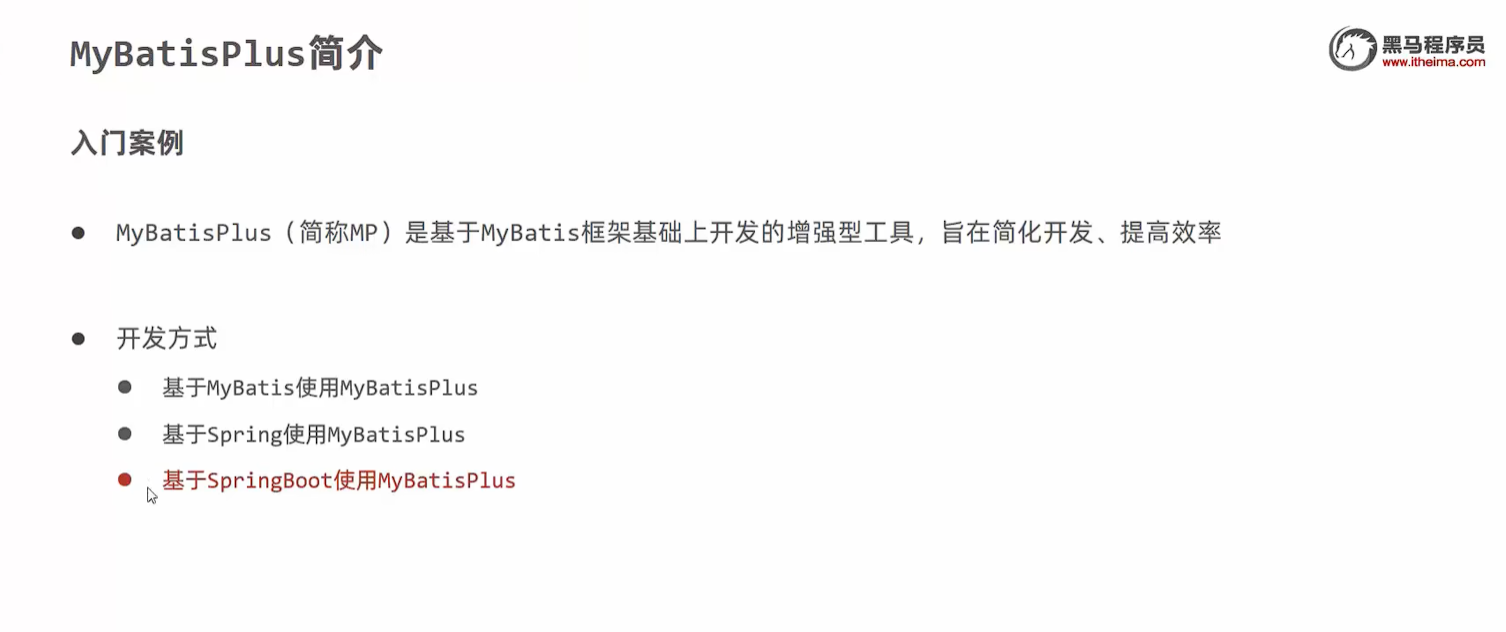 MyBatisPlus简介
黑马程序员
www.itheima.com
入门案例
MyBatisPlus（简称MP）是基于MyBatis框架基础上开发的增强型工具，旨在简化开发、提高效率
开发方式
基于MyBatis使用MyBatisPlus
基于Spring使用MyBatisPlus
基于SpringBoot使用MyBatisPlus